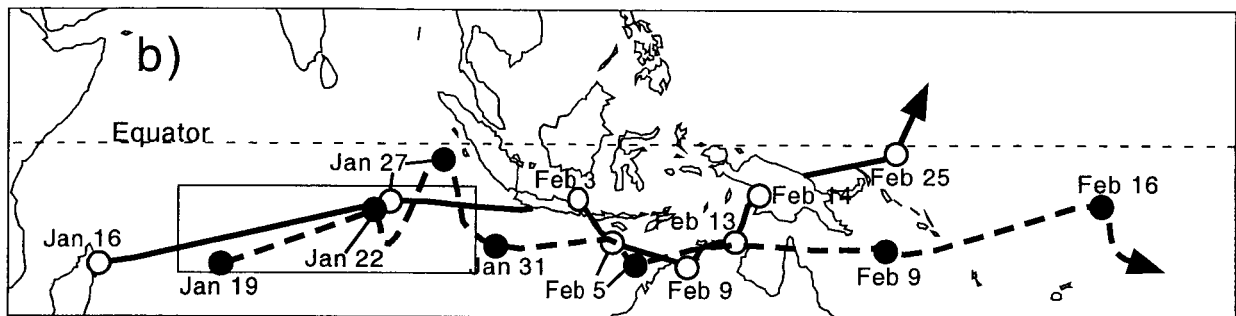 b)
Equator
Jan 27
Feb 3
Feb 14
Feb 25
Feb 16
Jan 16
Jan 22
Feb 13
Jan 19
Jan 31
Feb 5
Feb 9
Feb 9